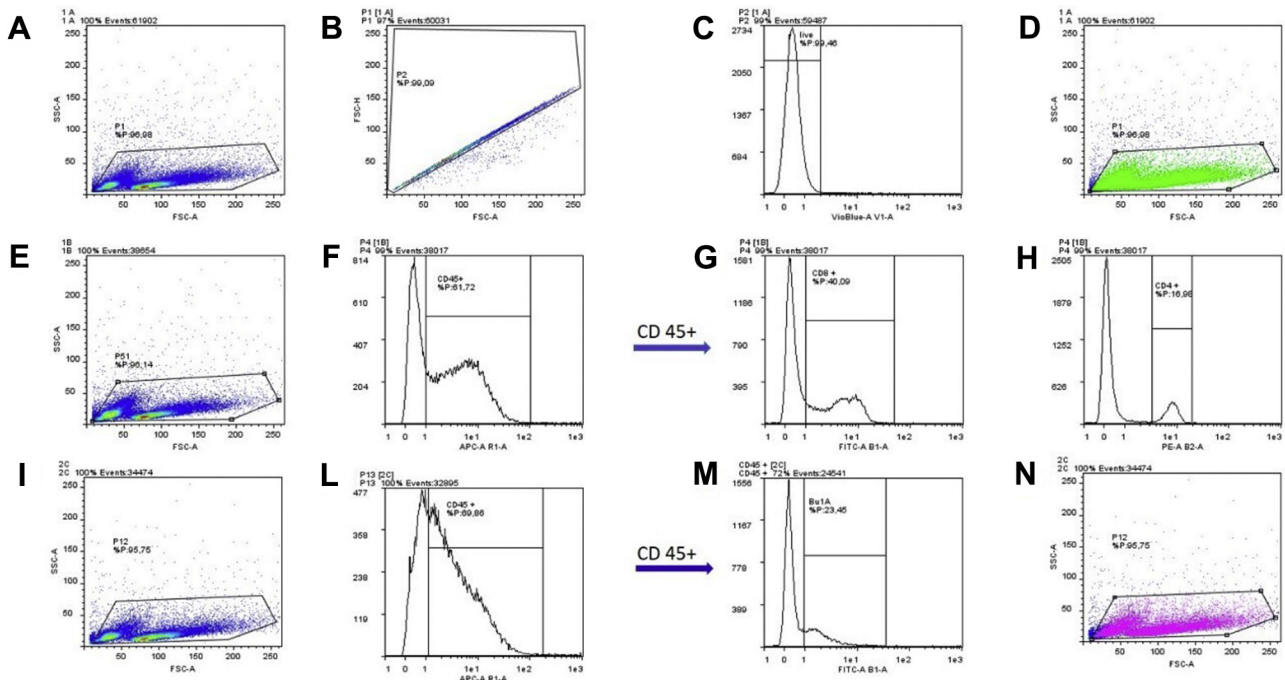 A
1 A
1 A 100% Events:61902
250
200
150
100
50
SSC-A
P1
%P:96,98
50 100 150 200 250
FSC-A
B
P1 [1 A]
P1 97% Events:60031
250
200
150
100
50
FSC-H
P2
%P:99,09
50 100 150 200 250
FSC-A
C
P2 [1 A]
P2 99% Events:59487
2734
2050
1367
684
live
%P:99,46
1 0 1 1e1 1e2 1e3
VioBlue-A V1-A
D
1 A
1 A 100% Events:61902
250
200
150
100
50
SSC-A
P1
%P:96,98
50 100 150 200 250
FSC-A
E
1B
1B 100% Events:39654
250
200
150
100
50
SSC-A
P51
%P:96,14
50 100 150 200 250
FSC-A
F
P4 [1B]
P4 99% Events:38017
814
610
407
204
CD45+
%P:61,72
1 0 1 1e1 1e2 1e3
APC-A R1-A
CD 45+
G
P4 [1B]
P4 99% Events:38017
1581
1186
790
395
CD8 +
%P:40,09
1 0 1 1e1 1e2 1e3
FITC-A B1-A
H
P4 [1B]
P4 99% Events:38017
2505
1879
1252
626
CD4 +
%P:16,98
1 0 1 1e1 1e2 1e3
PE-A B2-A
I
2C
2C 100% Events:34474
250
200
150
100
50
SSC-A
P12
%P:95,75
50 100 150 200 250
FSC-A
L
P13 [2C]
P13 100% Events:32895
477
358
238
119
CD45 +
%P:69,86
1 0 1 1e1 1e2 1e3
APC-A R1-A
CD 45+
M
CD45 + [2C]
CD45 + 72% Events:24541
1556
1167
778
389
Bu1A
%P:23,45
1 0 1 1e1 1e2 1e3
FITC-A B1-A
N
2C
2C 100% Events:34474
250
200
150
100
50
SSC-A
P12
%P:95,75
50 100 150 200 250
FSC-A